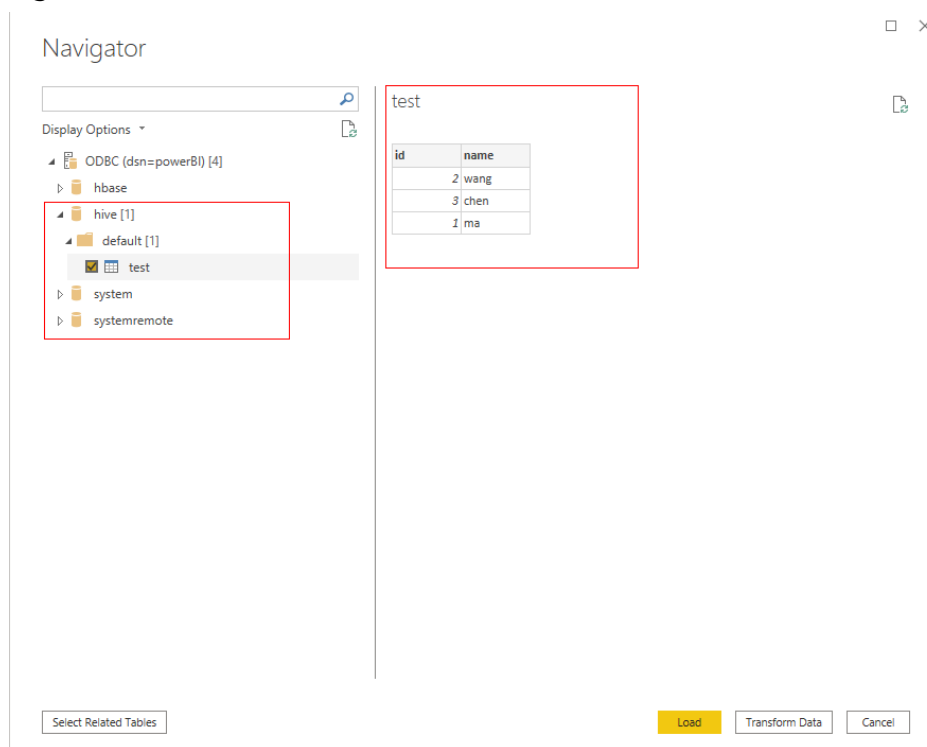 Navigator
Display Options
ODBC (dsn=powerBI) [4]
hbase
hive [1]
default [1]
test
system
systemremote
test
id name
2 wang
3 chen
1 ma
Select Related Tables
Load Transform Data Cancel